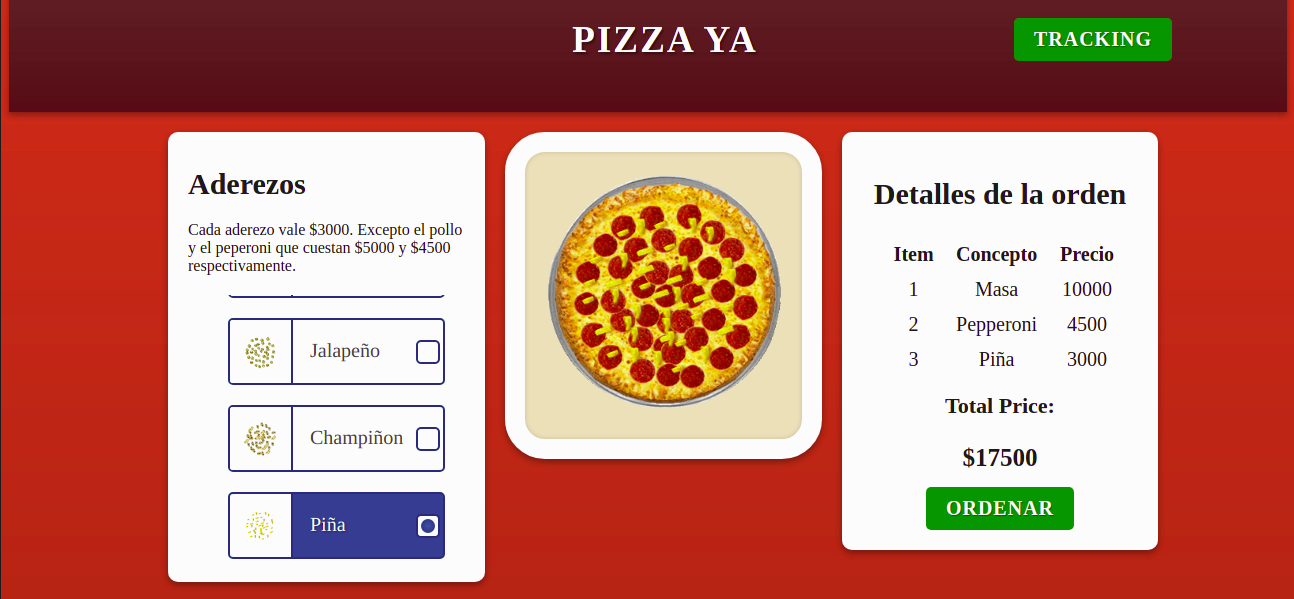 PIZZA YA
TRACKING
Aderezos
Cada aderezo vale $3000. Excepto el pollo
y el peperoni que cuestan $5000 y $4500
respectivamente.
Jalapeño
Champiñon
Piña
Detalles de la orden
Item Concepto Precio
1 Masa 10000
2 Pepperoni 4500
3 Piña 3000
Total Price:
$17500
ORDENAR